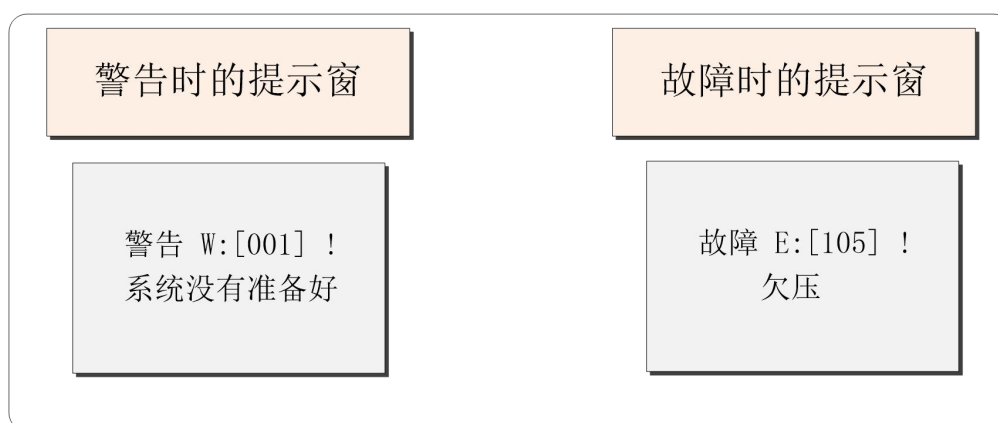 警告时的提示窗
故障时的提示窗
警告 W:[001] !
系统没有准备好
故障 E:[105] !
欠压